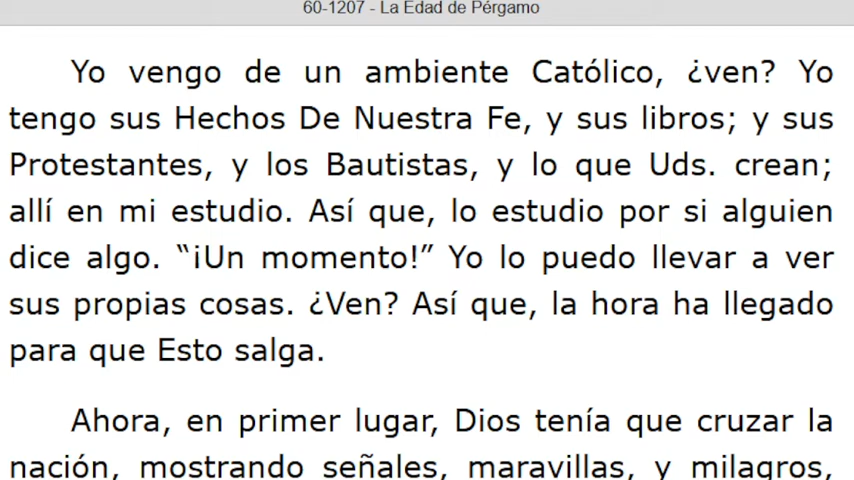 60-1207 - La Edad de Pérgamo
Yo vengo de un ambiente Católico, ¿ven? Yo
tengo sus Hechos De Nuestra Fe, y sus libros; y sus
Protestantes, y los Bautistas, y lo que Uds. crean;
allí en mi estudio. Así que, lo estudio por si alguien
dice algo. “¡Un momento!” Yo lo puedo llevar a ver
sus propias cosas. ¿Ven? Así que, la hora ha llegado
para que Esto salga.
Ahora, en primer lugar, Dios tenía que cruzar la
nación, mostrando señales, maravillas, y milagros,